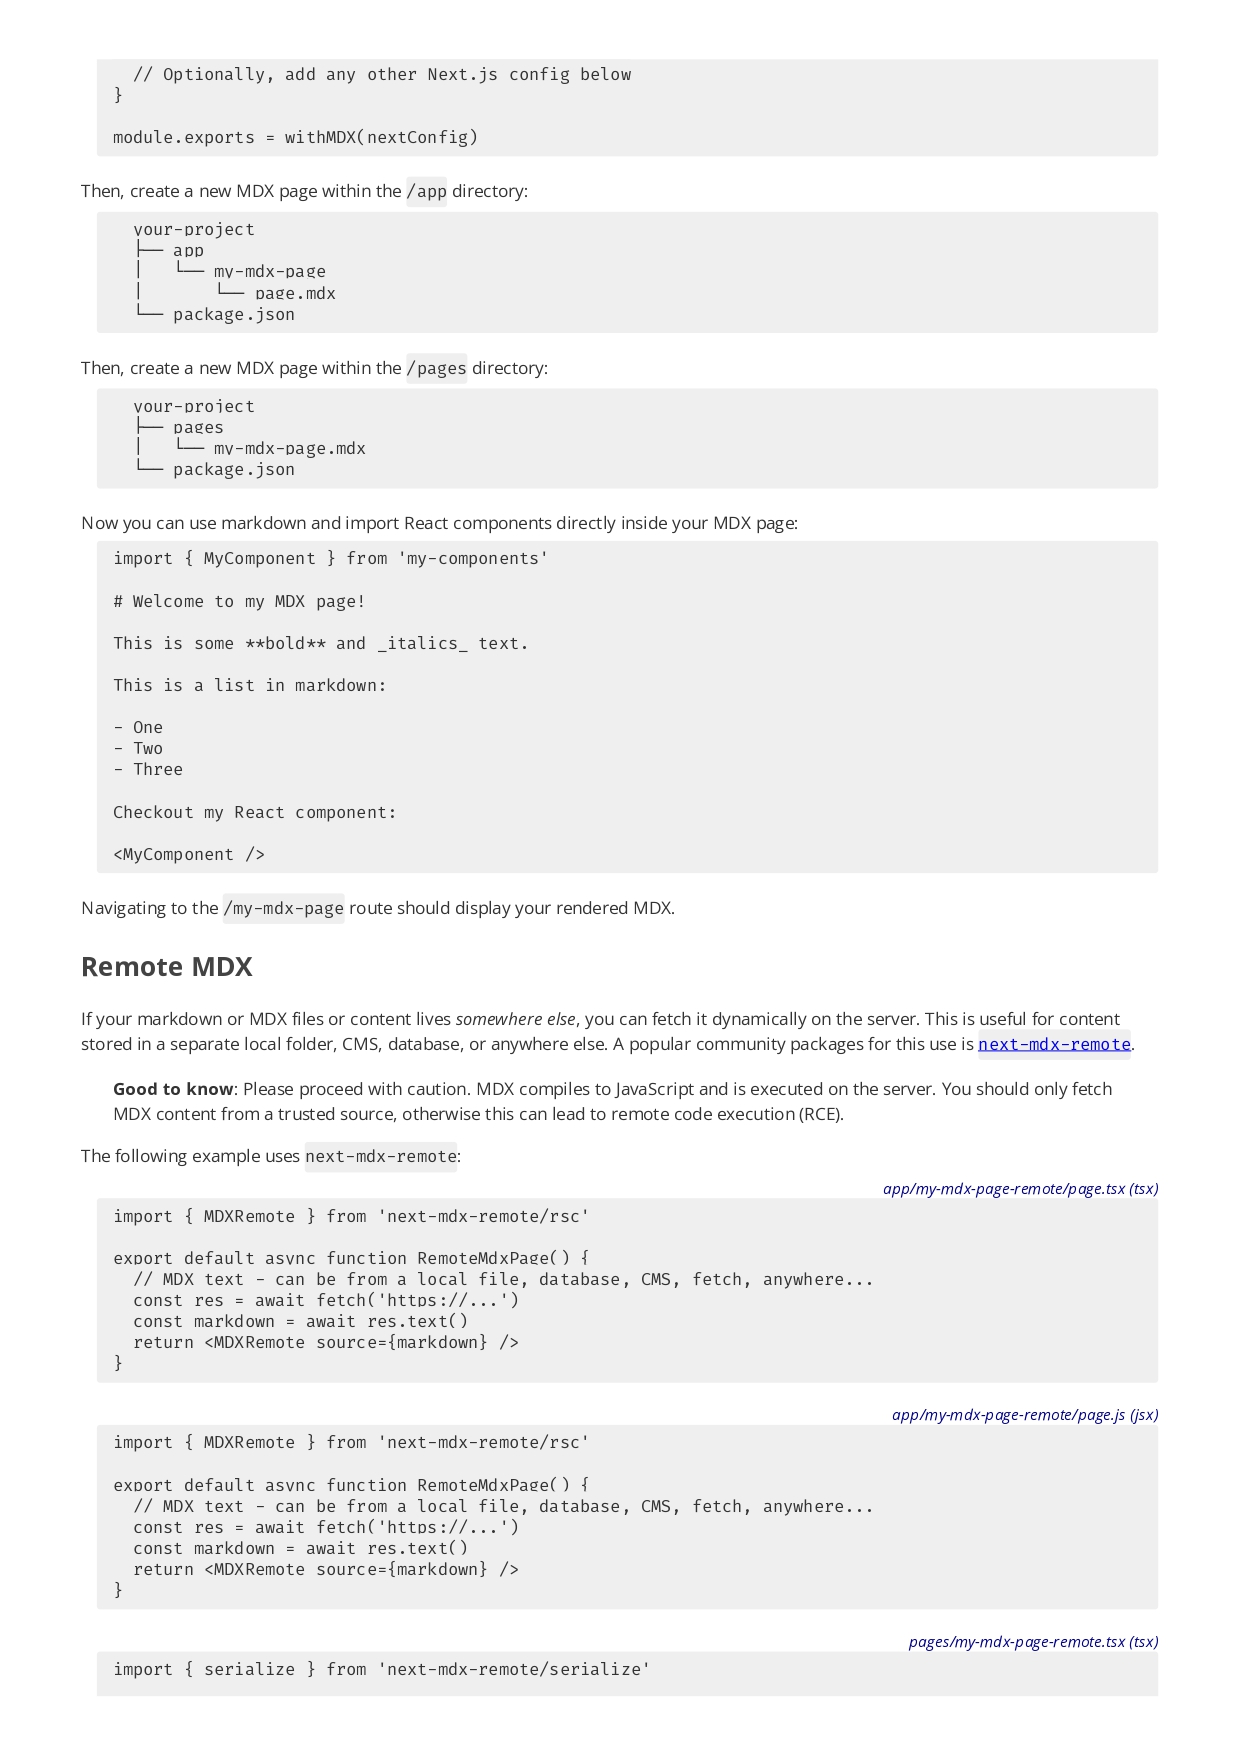 // Optionally, add any other Next.js config below
}

module.exports = withMDX(nextConfig)
Then, create a new MDX page within the /app directory:
  your-project
  ├── app
  │   └── my-mdx-page
  │       └── page.mdx
  └── package.json
Then, create a new MDX page within the /pages directory:
  your-project
  ├── pages
  │   └── my-mdx-page.mdx
  └── package.json
Now you can use markdown and import React components directly inside your MDX page:
import { MyComponent } from 'my-components'

# Welcome to my MDX page!

This is some **bold** and _italics_ text.

This is a list in markdown:

- One
- Two
- Three

Checkout my React component:

<MyComponent />
Navigating to the /my-mdx-page route should display your rendered MDX.
Remote MDX
If your markdown or MDX files or content lives somewhere else, you can fetch it dynamically on the server. This is useful for content
stored in a separate local folder, CMS, database, or anywhere else. A popular community packages for this use is next-mdx-remote.
Good to know: Please proceed with caution. MDX compiles to JavaScript and is executed on the server. You should only fetch
MDX content from a trusted source, otherwise this can lead to remote code execution (RCE).
The following example uses next-mdx-remote:
app/my-mdx-page-remote/page.tsx (tsx)
import { MDXRemote } from 'next-mdx-remote/rsc'

export default async function RemoteMdxPage() {
  // MDX text - can be from a local file, database, CMS, fetch, anywhere...
  const res = await fetch('https://...')
  const markdown = await res.text()
  return <MDXRemote source={markdown} />
}
app/my-mdx-page-remote/page.js (jsx)
import { MDXRemote } from 'next-mdx-remote/rsc'

export default async function RemoteMdxPage() {
  // MDX text - can be from a local file, database, CMS, fetch, anywhere...
  const res = await fetch('https://...')
  const markdown = await res.text()
  return <MDXRemote source={markdown} />
}
pages/my-mdx-page-remote.tsx (tsx)
import { serialize } from 'next-mdx-remote/serialize'